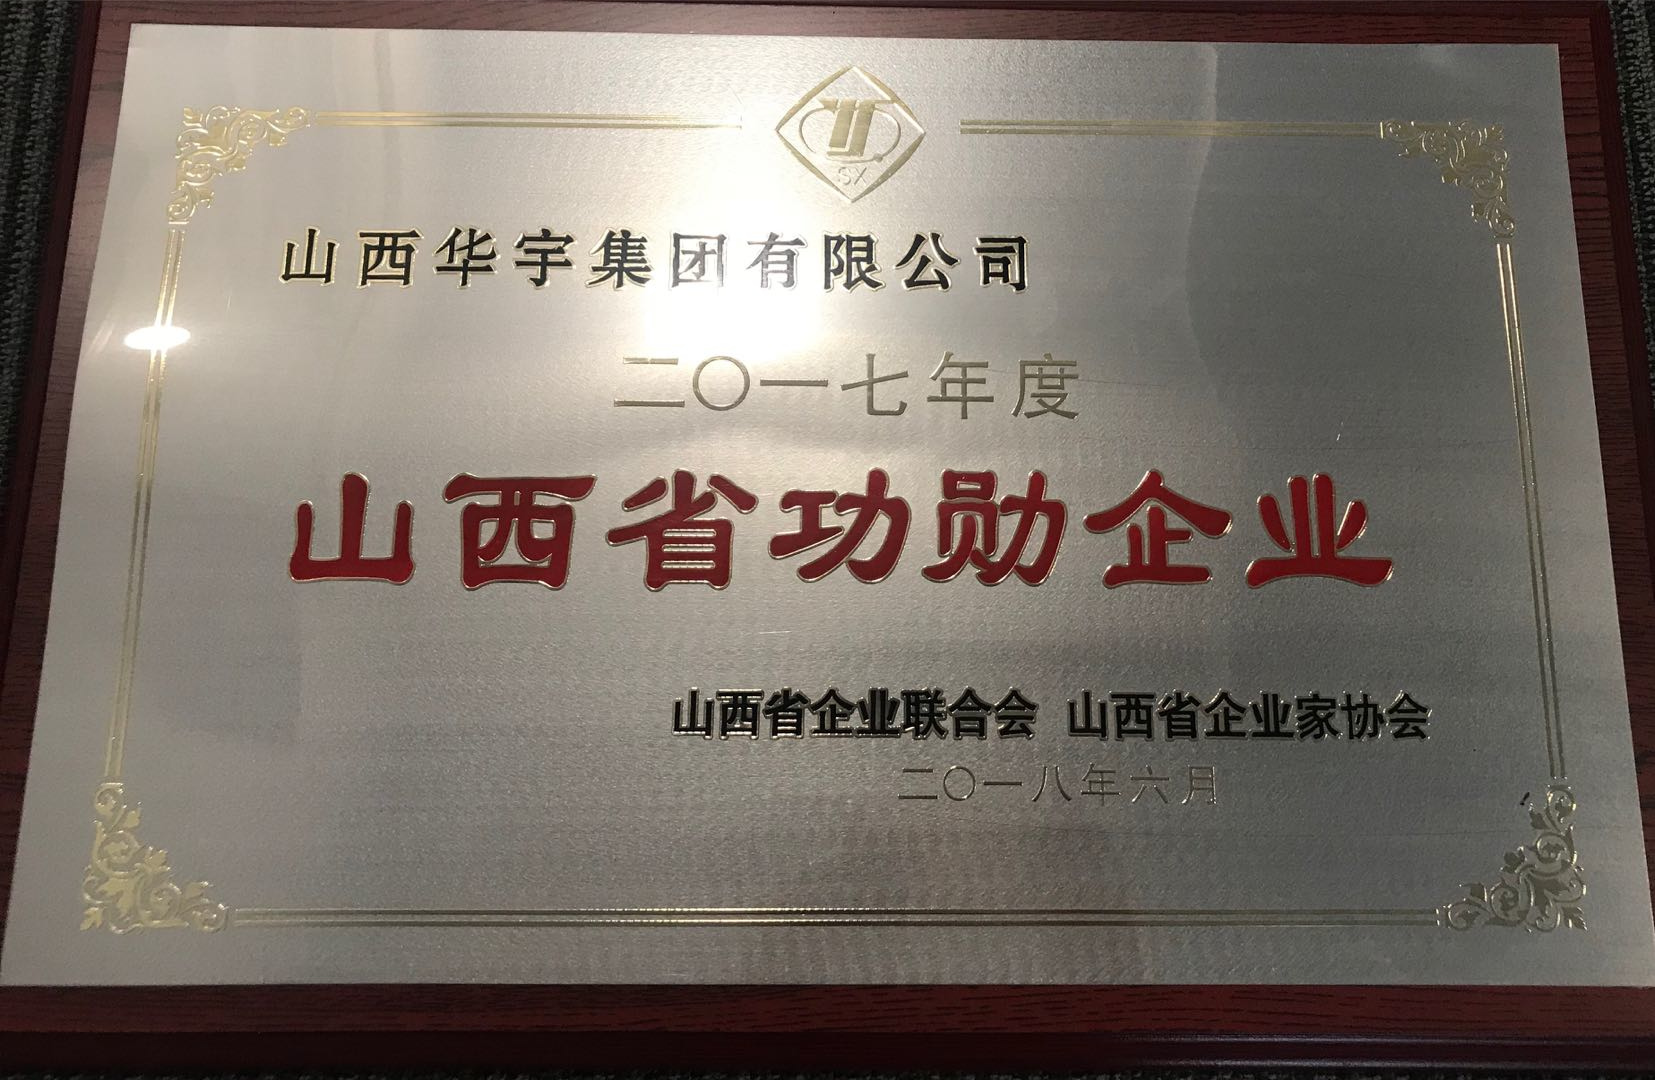 SX
山西华宇集团有限公司
二〇一七年度
山西省功勋企业
山西省企业联合会 山西省企业家协会
二〇一八年六月